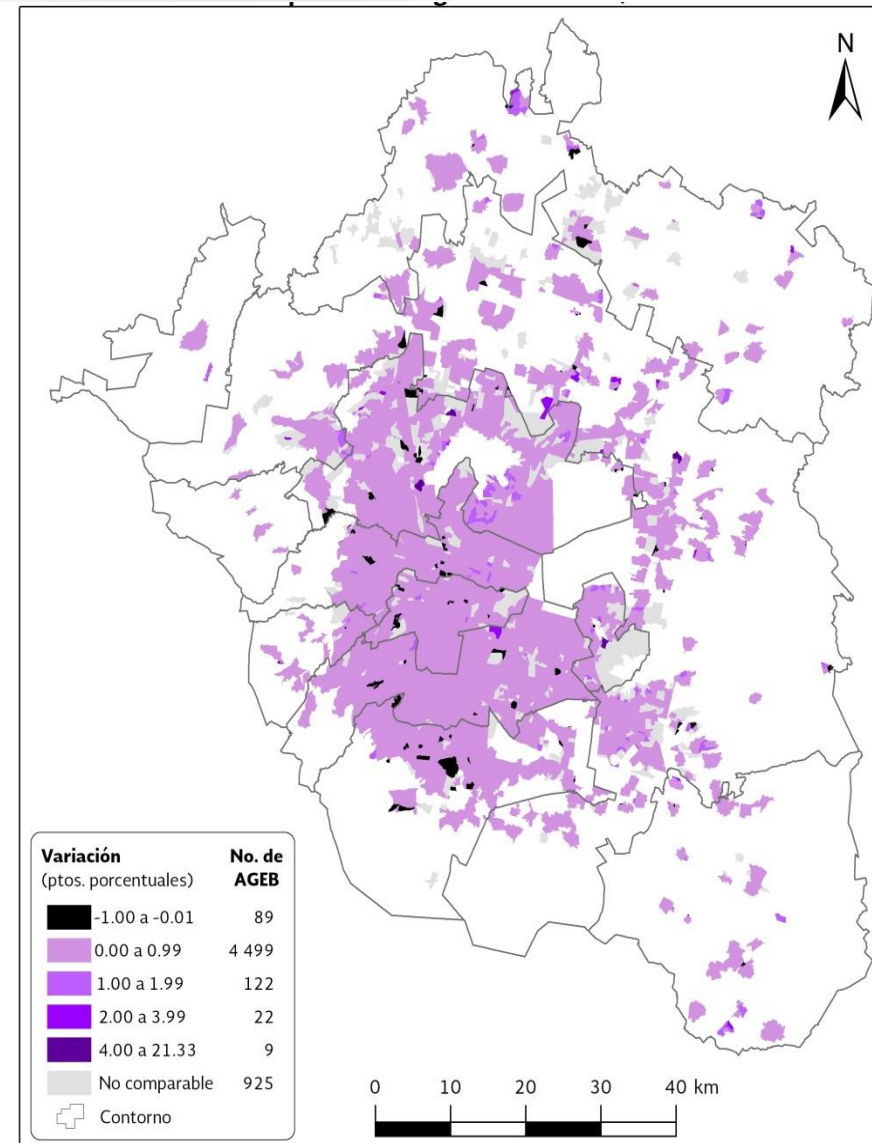 N
Variación No. de
(ptos. porcentuales) AGEB
-1.00 a -0.01 89
0.00 a 0.99 4 499
1.00 a 1.99 122
2.00 a 3.99 22
4.00 a 21.33 9
No comparable 925
Contorno
0 10 20 30 40 km